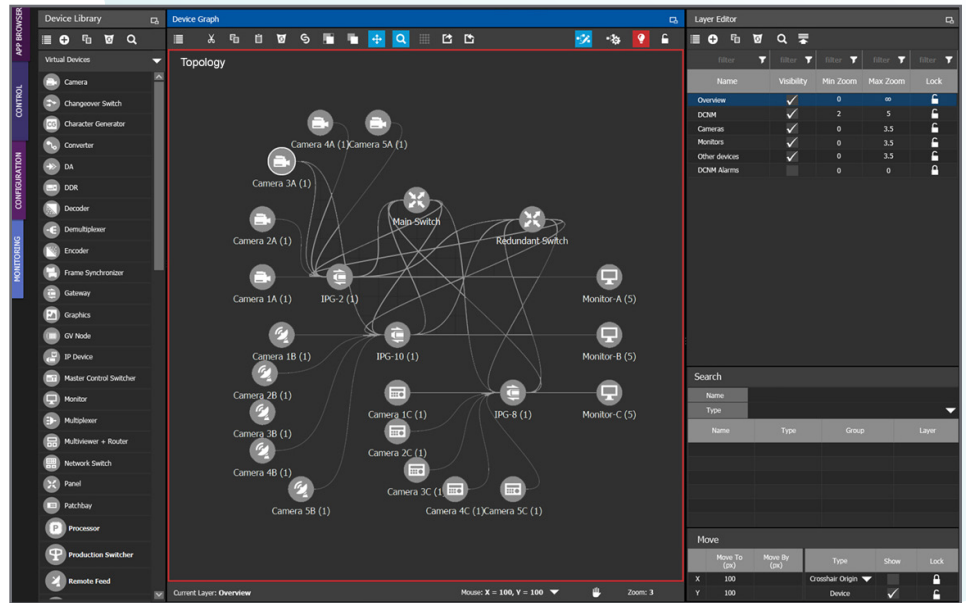 APP BROWSER
CONTROL
CONFIGURATION
MONITORING
Device Library
Virtual Devices
Camera
Changeover Switch
CG Character Generator
Converter
DA
DDR
Decoder
Demultiplexer
Encoder
Frame Synchronizer
Gateway
Graphics
GV Node
IP Device
Master Control Switcher
Monitor
Multiplexer
Multiviewer + Router
Network Switch
Panel
Patchbay
P Processor
Production Switcher
Remote Feed
Device Graph
Topology
Camera 4A (1)
Camera 5A (1)
Camera 3A (1)
Main Switch
Camera 2A (1)
Redundant Switch
Camera 1A (1)
IPG-2 (1)
Monitor-A (5)
Camera 1B (1)
IPG-10 (1)
Monitor-B (5)
Camera 2B (1)
Camera 1C (1)
IPG-8 (1)
Monitor-C (5)
Camera 3B (1)
Camera 2C (1)
Camera 4B (1)
Camera 3C (1
Camera 5B (1)
Camera 4C (1)
Camera 5C (1)
Current Layer: Overview
Mouse: X = 100, Y = 100
Zoom: 3
Layer Editor
filter filter filter filter filter
Name Visibility Min Zoom Max Zoom Lock
Overview 0 ∞
DCNM 2 5
Cameras 0 3.5
Monitors 0 3.5
Other devices 0 3.5
DCNM Alarms 0 0
Search
Name
Type
Name Type Group Layer
Move
Move To (px) Move By (px) Type Show Lock
X 100 Crosshair Origin
Y 100 Device